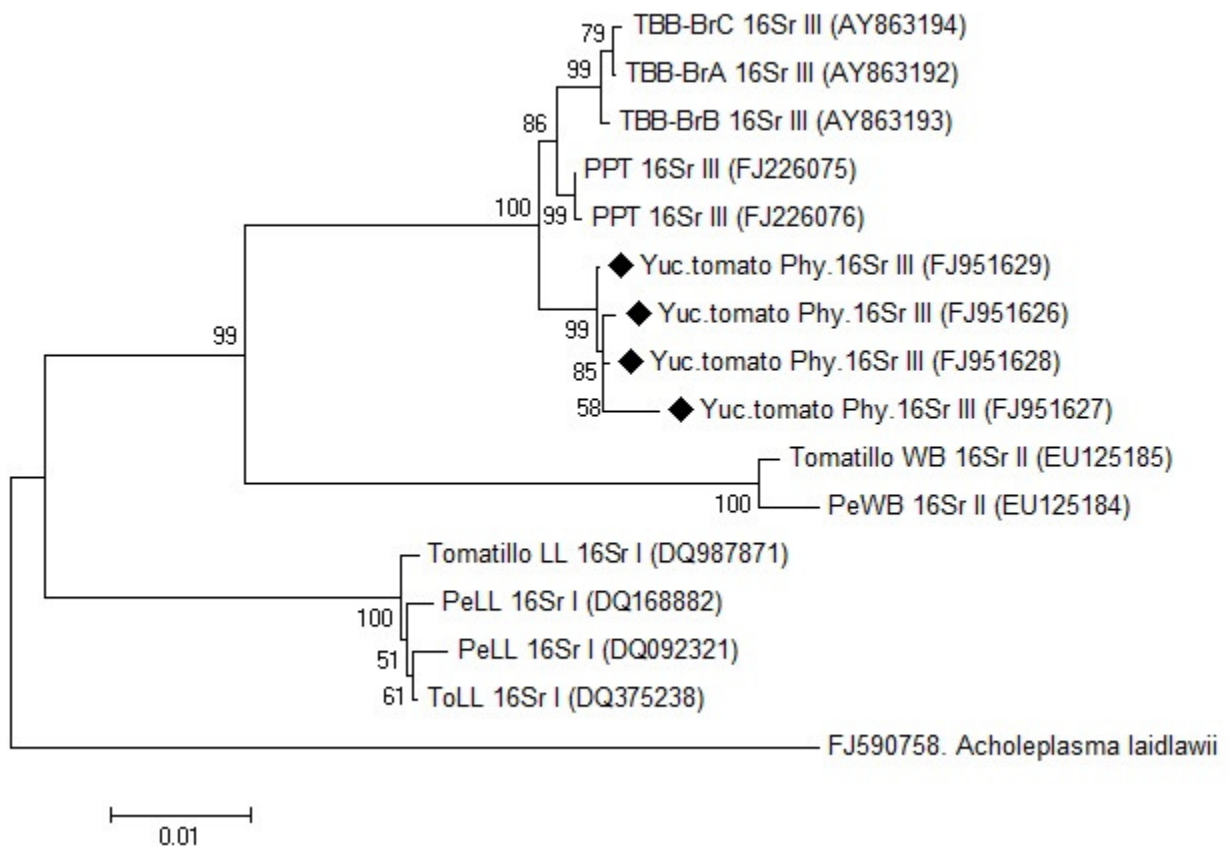 79
TBB-BrC 16Sr III (AY863194)
99
TBB-BrA 16Sr III (AY863192)
86
TBB-BrB 16Sr III (AY863193)
PPT 16Sr III (FJ226075)
100
99
PPT 16Sr III (FJ226076)
Yuc.tomato Phy.16Sr III (FJ951629)
99
Yuc.tomato Phy.16Sr III (FJ951626)
99
85
Yuc.tomato Phy.16Sr III (FJ951628)
58
Yuc.tomato Phy.16Sr III (FJ951627)
Tomatillo WB 16Sr II (EU125185)
100
PeWB 16Sr II (EU125184)
Tomatillo LL 16Sr I (DQ987871)
100
PeLL 16Sr I (DQ168882)
51
PeLL 16Sr I (DQ092321)
61
ToLL 16Sr I (DQ375238)
FJ590758. Acholeplasma laidlawii
0.01